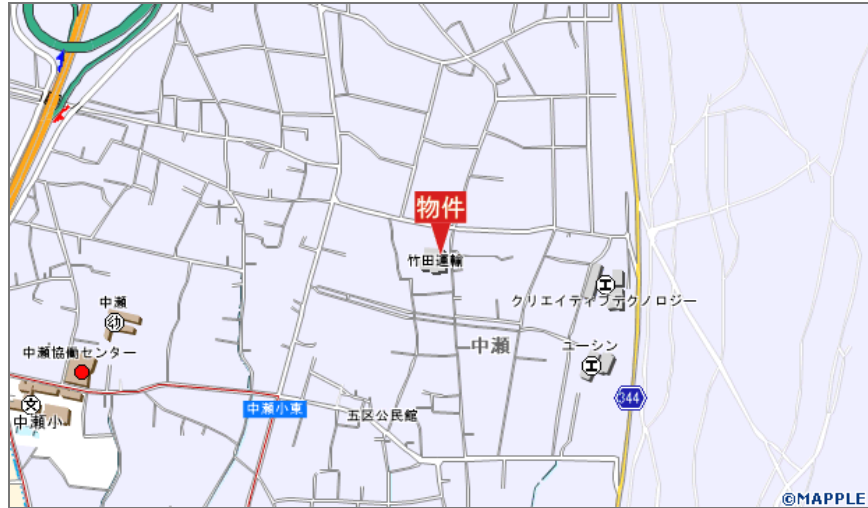 物件
竹田運輸
クリエイティブテクノロジー
中瀬
幼
中瀬
ユーシン
中瀬協働センター
344
文
中瀬小東
五区公民館
中瀬小
©MAPPLE